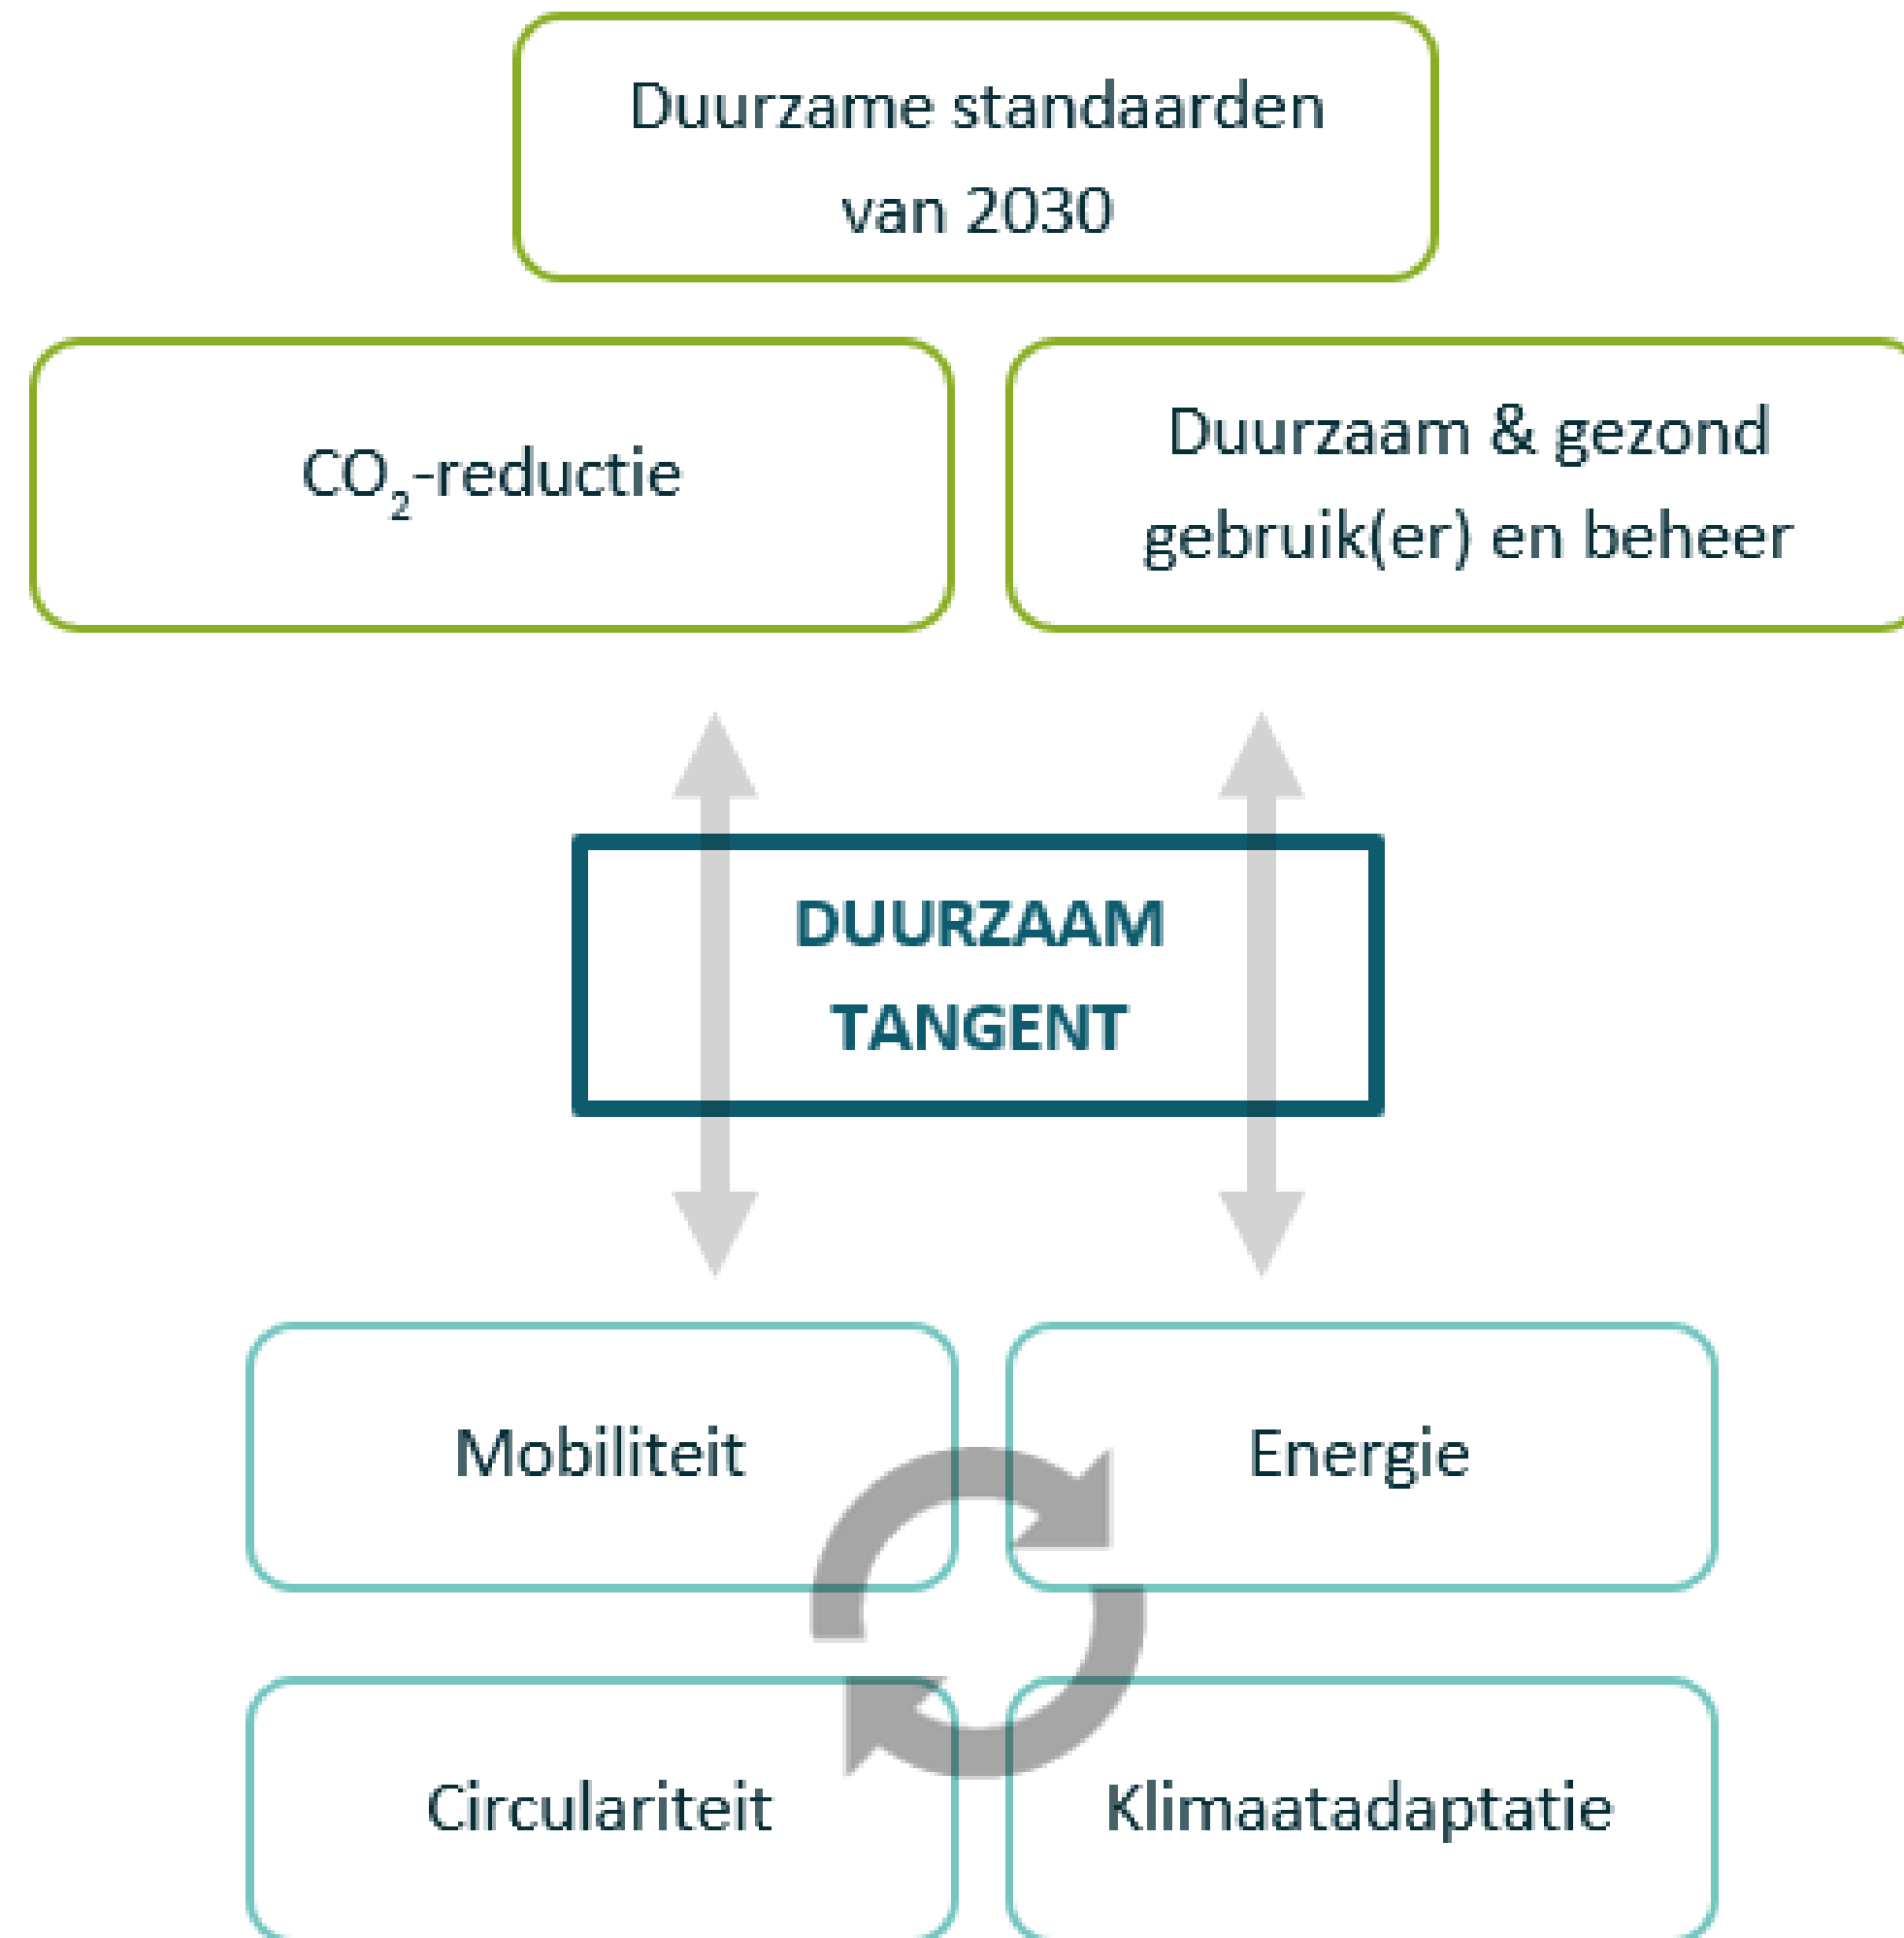 Duurzame standaarden
van 2030
CO₂-reductie
Duurzaam & gezond
gebruik(er) en beheer
DUURZAAM
TANGENT
Mobiliteit
Energie
Circulariteit
Klimaatadaptatie